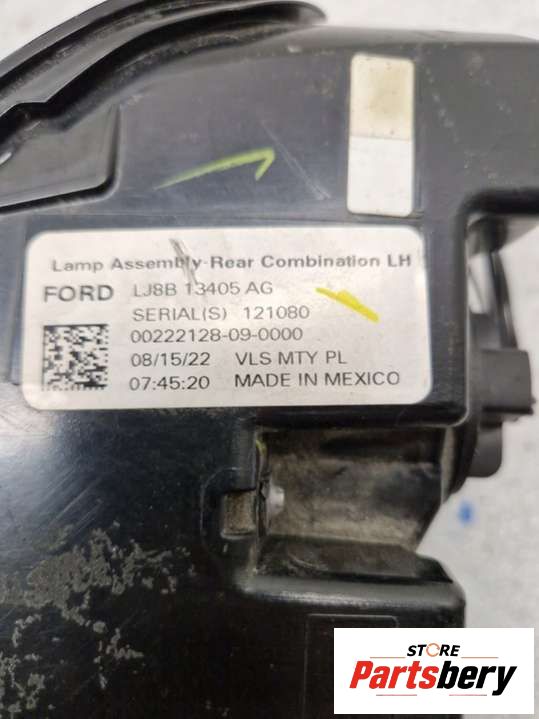 Lamp Assembly-Rear Combination LH
FORD LJ8B 13405 AG
SERIAL(S) 121080
00222128-09-0000
08/15/22 VLS MTY PL
07:45:20 MADE IN MEXICO
STORE
Partsbery